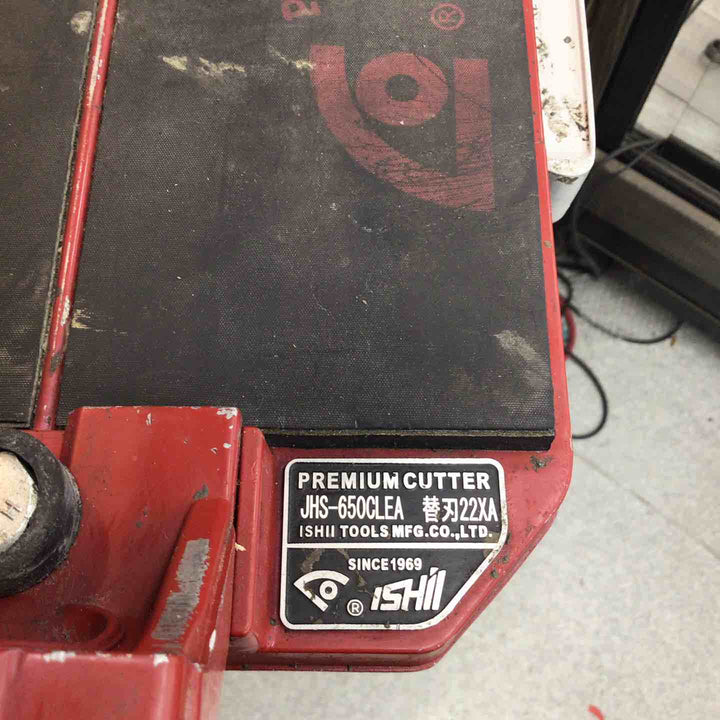 ®
PREMIUM CUTTER
JHS-650CLEA 替刃22XA
ISHII TOOLS MFG.CO.,LTD.
SINCE1969
® ISHII